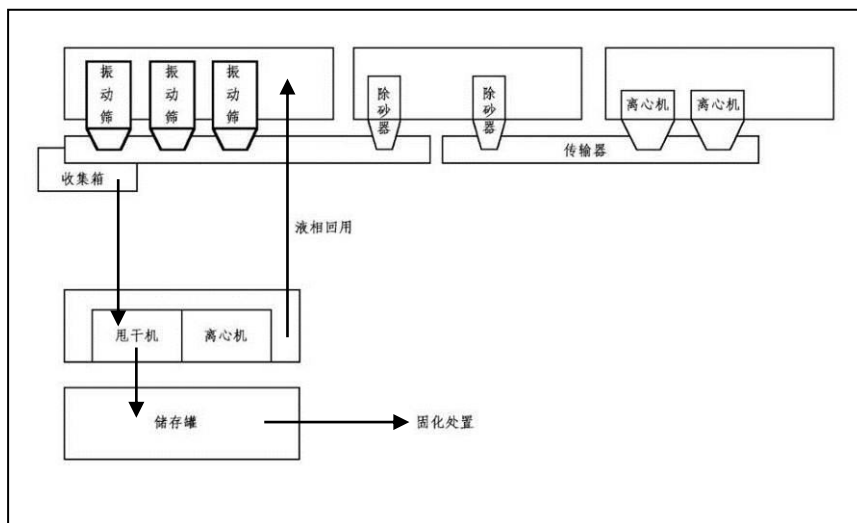 振动筛
振动筛
振动筛
除砂器
除砂器
离心机
离心机
传输器
收集箱
液相回用
甩干机
离心机
储存罐
固化处置